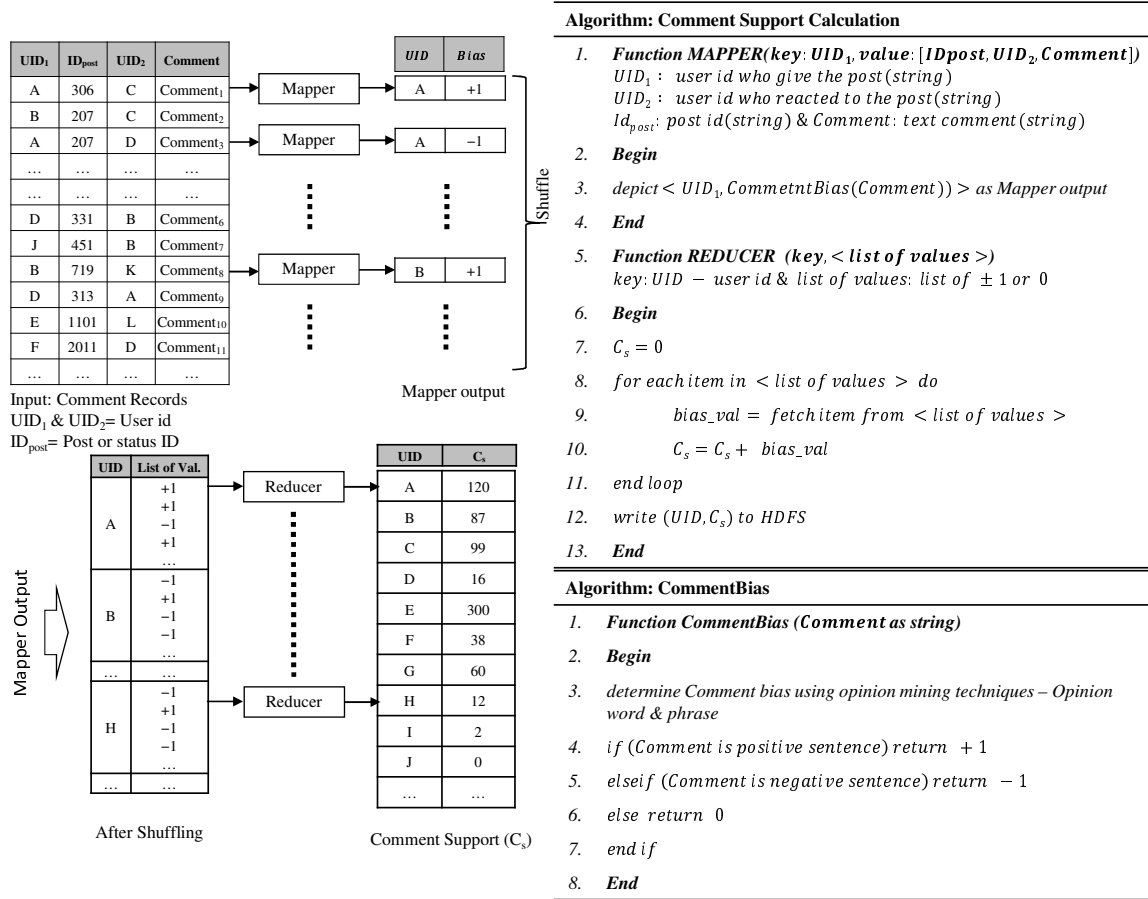 UID₁ ID_post UID₂ Comment
A 306 C Comment₁
B 207 C Comment₂
A 207 D Comment₃
… … … …
… … … …
D 331 B Comment₆
J 451 B Comment₇
B 719 K Comment₈
D 313 A Comment₉
E 1101 L Comment₁₀
F 2011 D Comment₁₁
… … … …
Input: Comment Records
UID₁ & UID₂= User id
ID_post= Post or status ID
Mapper
Mapper
Mapper
UID Bias
A +1
A −1
B +1
Mapper output
Shuffle
Mapper Output
UID List of Val.
A
+1
+1
−1
+1
…
B
−1
+1
−1
−1
…
… …
H
−1
+1
−1
−1
…
… …
After Shuffling
Reducer
Reducer
UID Cₛ
A 120
B 87
C 99
D 16
E 300
F 38
G 60
H 12
I 2
J 0
… …
Comment Support (Cₛ)
Algorithm: Comment Support Calculation
1. Function MAPPER(key: UID₁, value: [IDpost, UID₂, Comment])
UID₁ : user id who give the post(string)
UID₂ : user id who reacted to the post(string)
Id_post: post id(string) & Comment: text comment(string)
2. Begin
3. depict < UID₁, CommetntBias(Comment)) > as Mapper output
4. End
5. Function REDUCER (key, < list of values >)
key: UID − user id & list of values: list of ± 1 or 0
6. Begin
7. Cₛ = 0
8. for each item in < list of values > do
9. bias_val = fetch item from < list of values >
10. Cₛ = Cₛ + bias_val
11. end loop
12. write (UID, Cₛ) to HDFS
13. End
Algorithm: CommentBias
1. Function CommentBias (Comment as string)
2. Begin
3. determine Comment bias using opinion mining techniques – Opinion
word & phrase
4. if (Comment is positive sentence) return + 1
5. elseif (Comment is negative sentence) return − 1
6. else return 0
7. end if
8. End